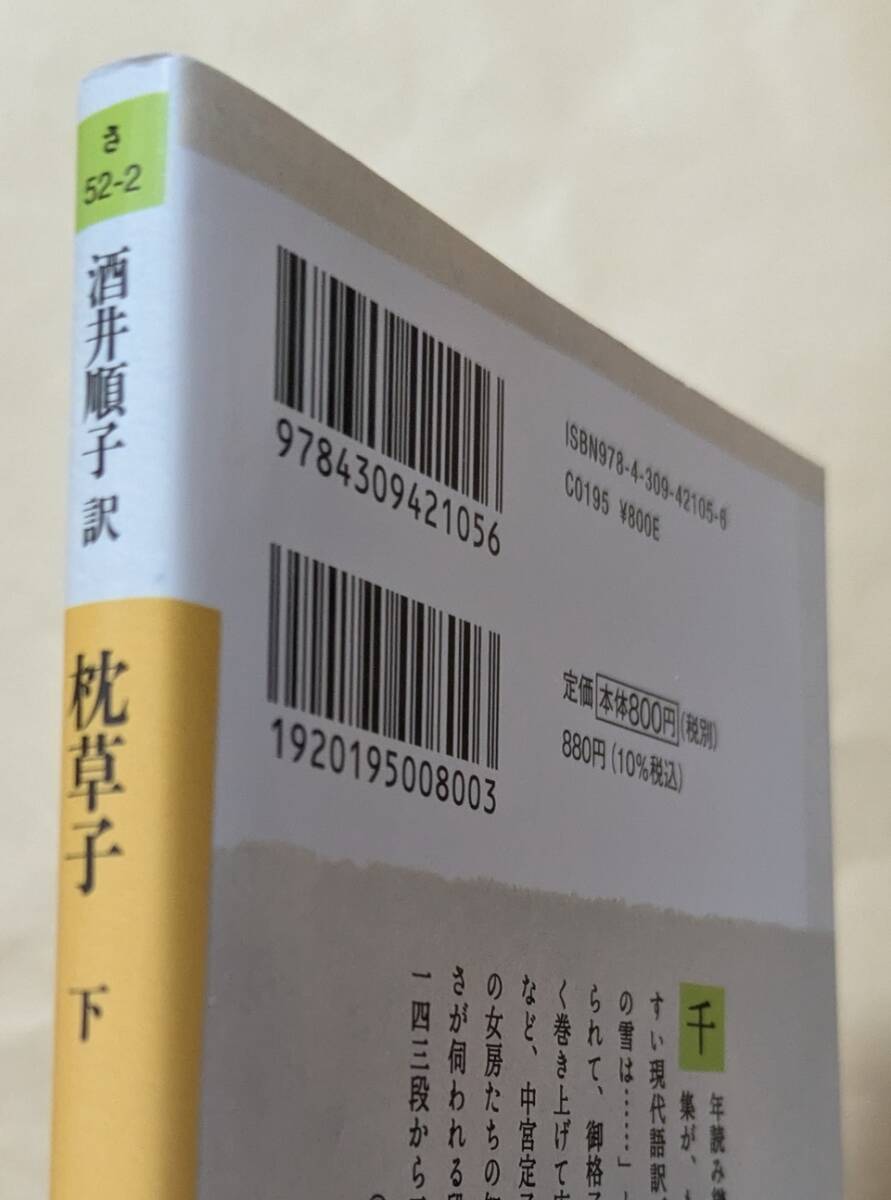 さ
52-2
酒井順子 訳
枕草子 下
9784309421056
ISBN978-4-309-42105-6
C0195 ¥800E
1920195008003
定価 本体800円(税別)
880円(10%税込)
千
年読み
集が、
すい現代語訳
の雪は……」
られて、御格子
く巻き上げて
など、中宮定子
の女房たちの
さが伺われる段
一四三段から